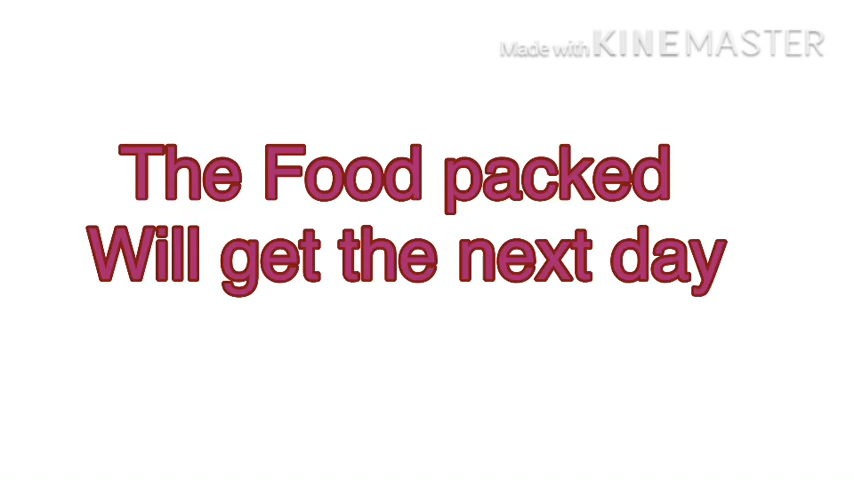 Made with KINEMASTER
The Food packed
Will get the next day